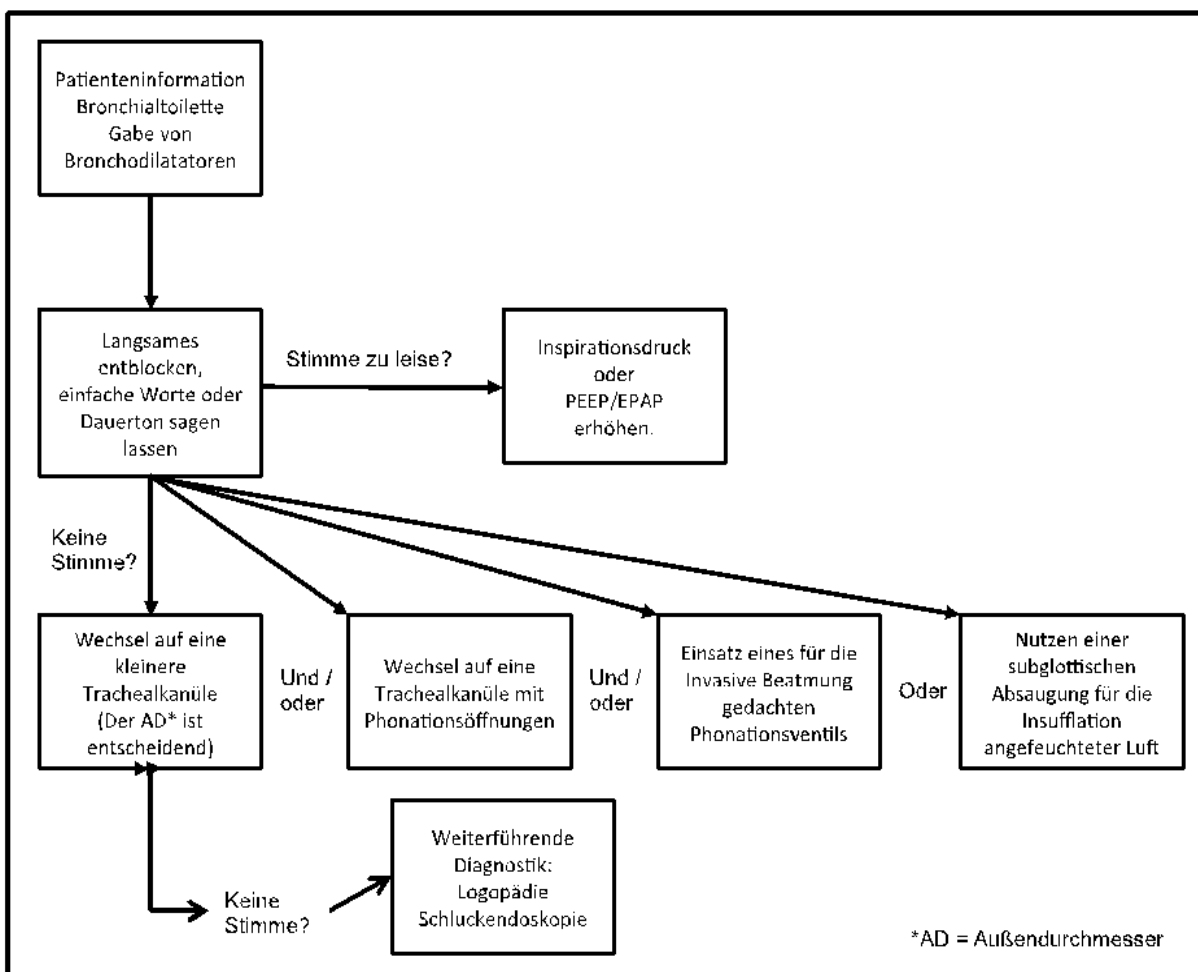 Patienteninformation
Bronchialtoilette
Gabe von
Bronchodilatatoren
Langsames
entblocken,
einfache Worte oder
Dauerton sagen
lassen
Stimme zu leise?
Inspirationsdruck
oder
PEEP/EPAP
erhöhen.
Keine
Stimme?
Wechsel auf eine
kleinere
Trachealkanüle
(Der AD* ist
entscheidend)
Und /
oder
Wechsel auf eine
Trachealkanüle mit
Phonationsöffnungen
Und /
oder
Einsatz eines für die
Invasive Beatmung
gedachten
Phonationsventils
Oder
Nutzen einer
subglottischen
Absaugung für die
Insufflation
angefeuchteter Luft
Keine
Stimme?
Weiterführende
Diagnostik:
Logopädie
Schluckendoskopie
*AD = Außendurchmesser